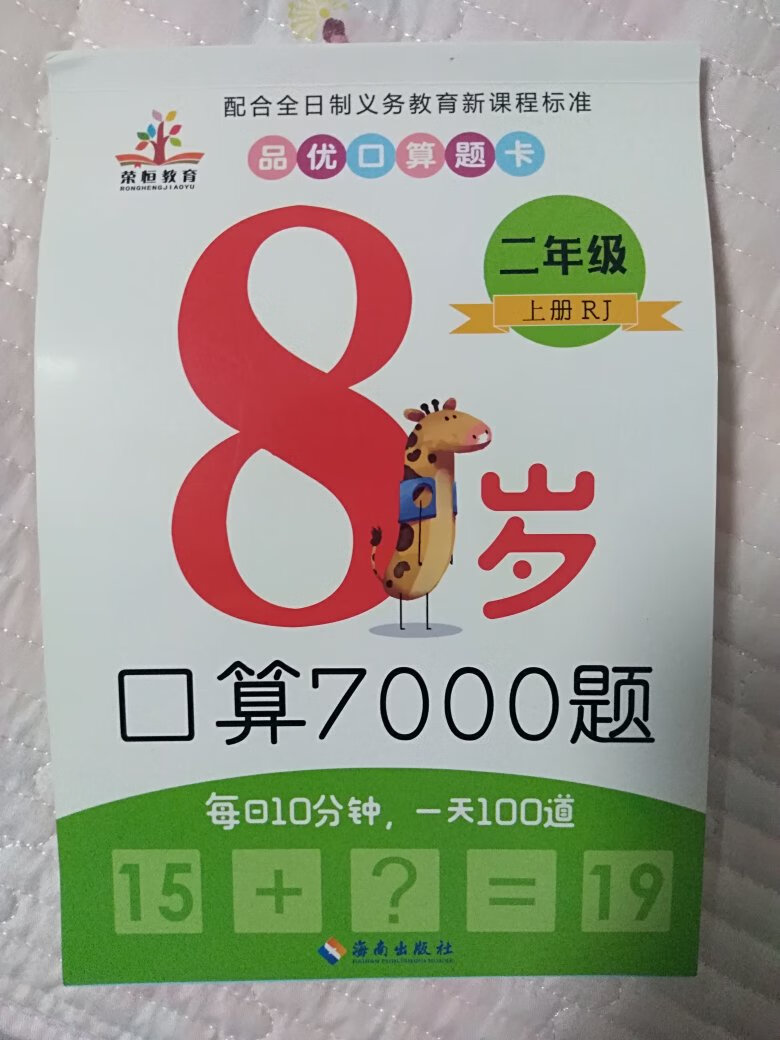 配合全日制义务教育新课程标准
荣恒教育
RONGHENGJIAOYU
品优口算题卡
二年级
上册 RJ
8岁
口算7000题
每日10分钟，一天100道
15 + ? = 19
海南出版社